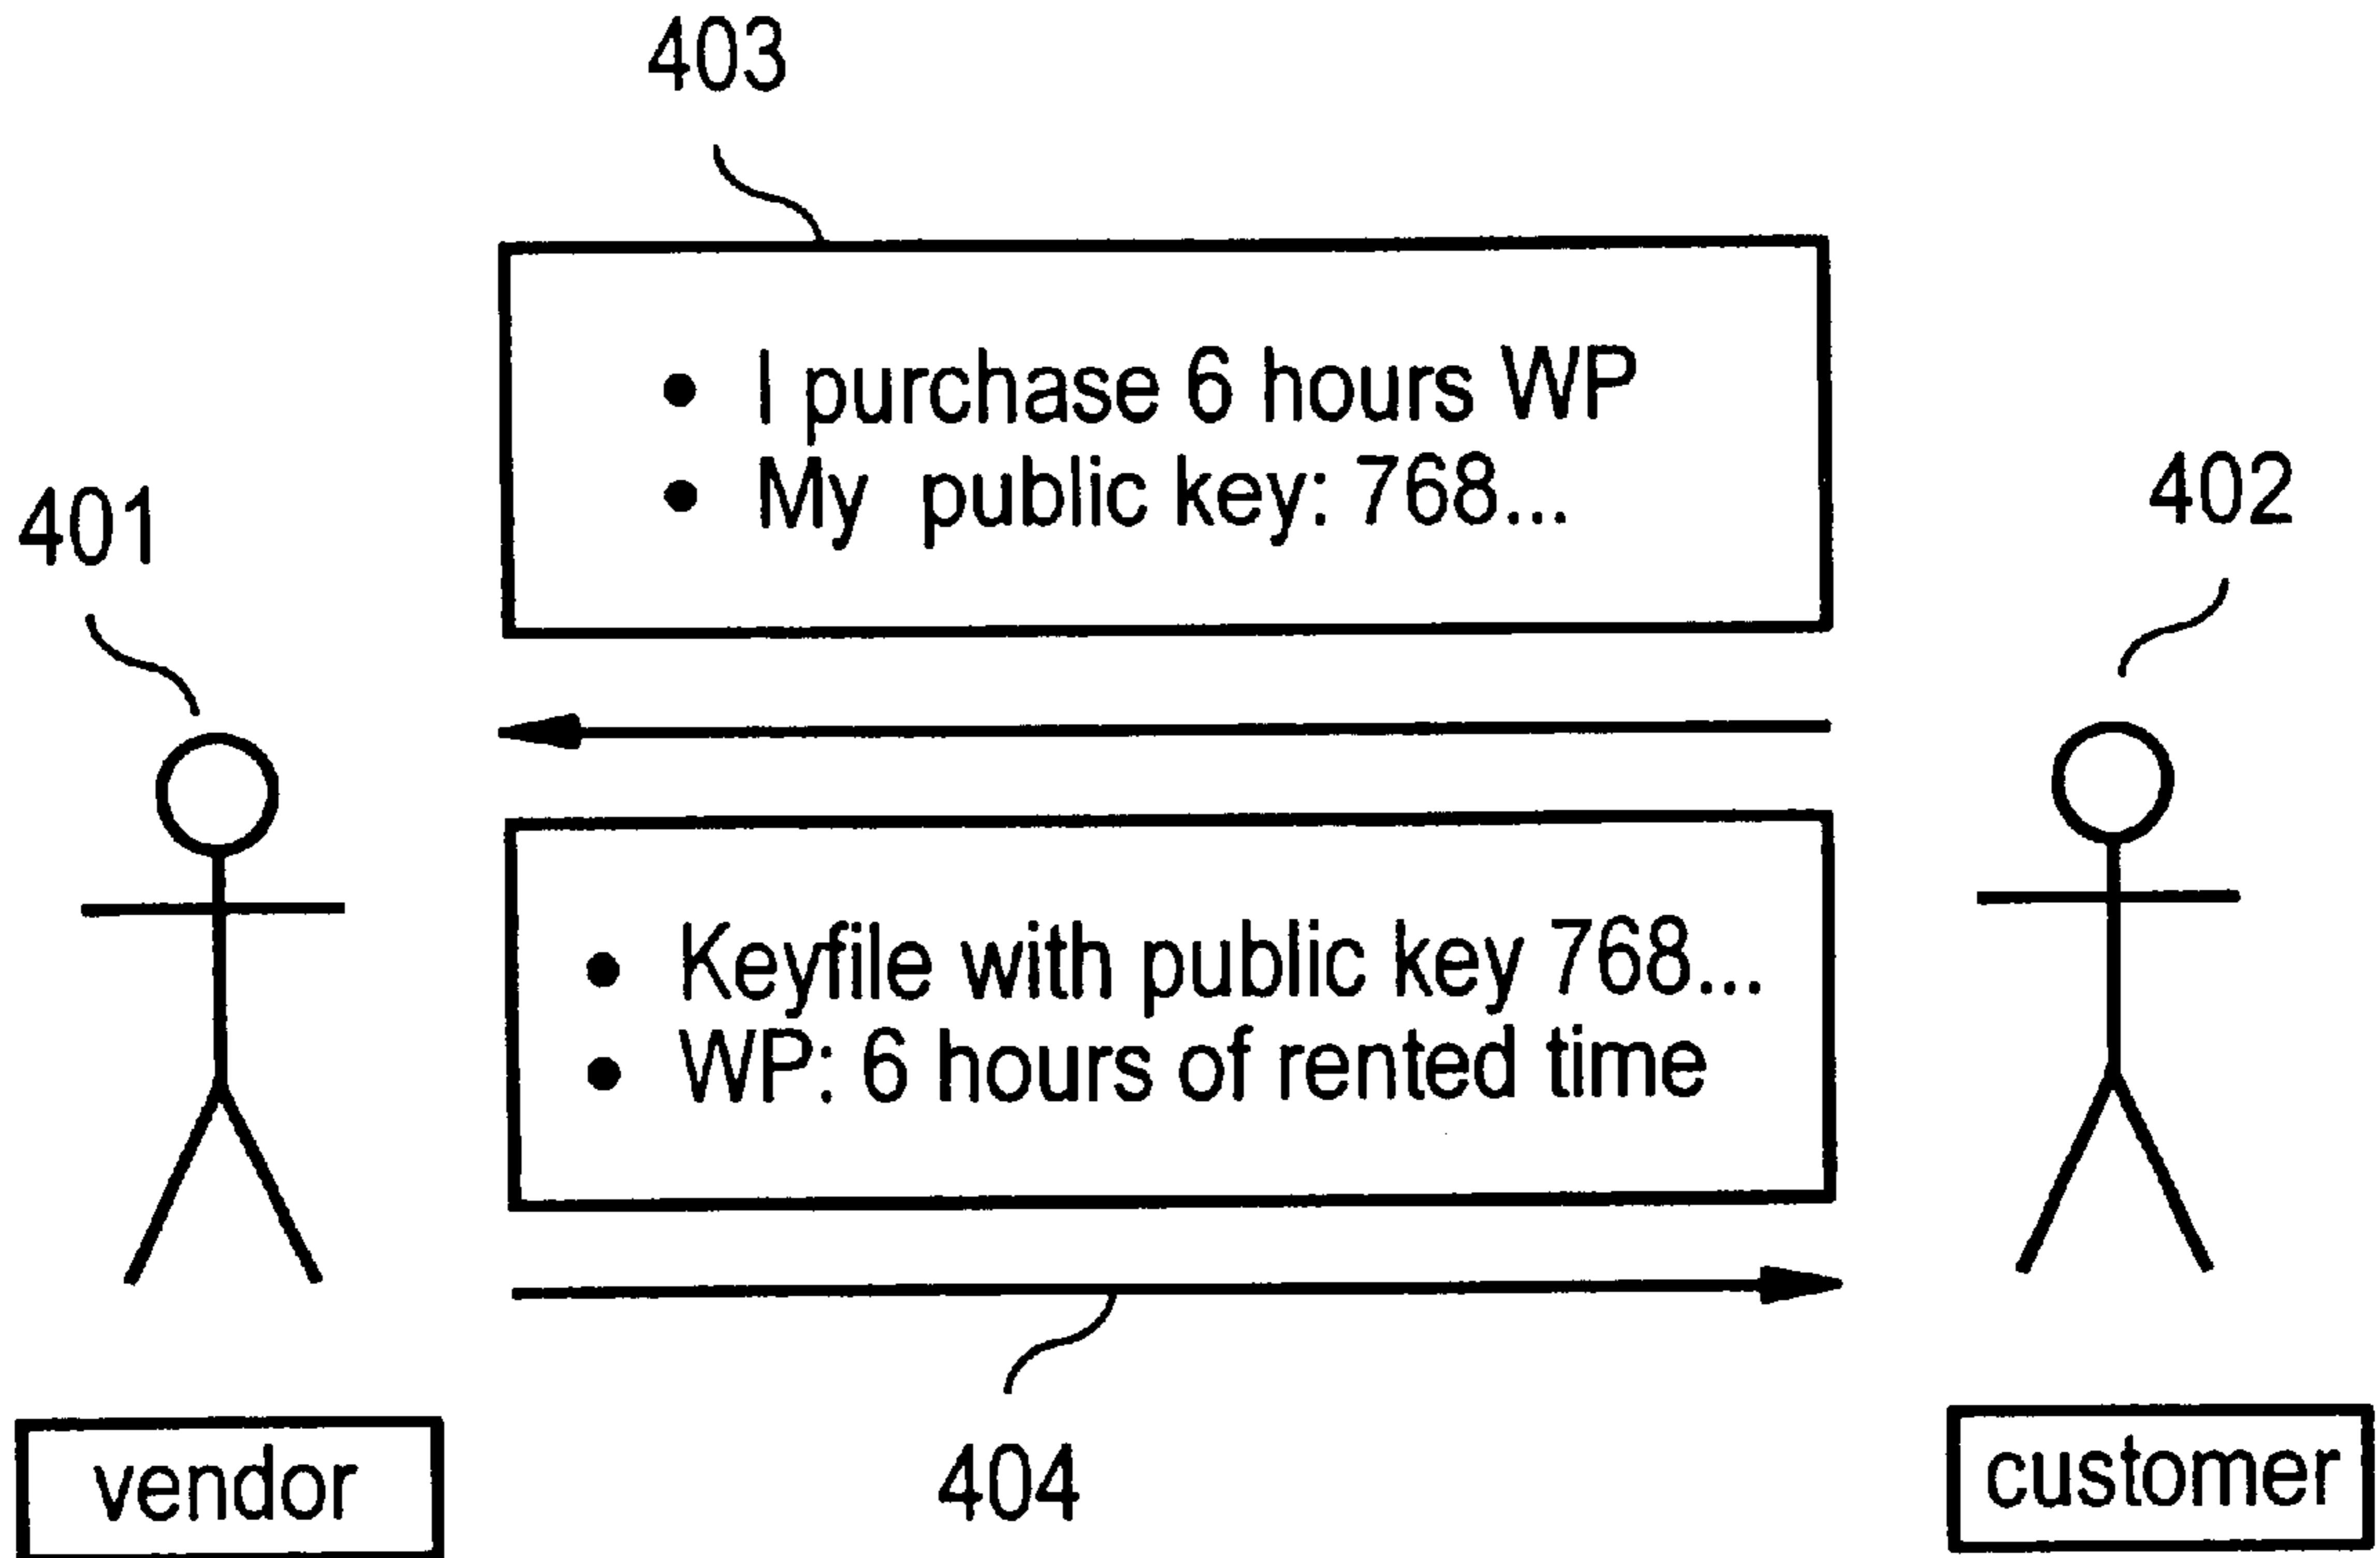 403
• I purchase 6 hours WP
• My public key: 768...
401
402
• Keyfile with public key 768...
• WP: 6 hours of rented time
404
vendor
customer